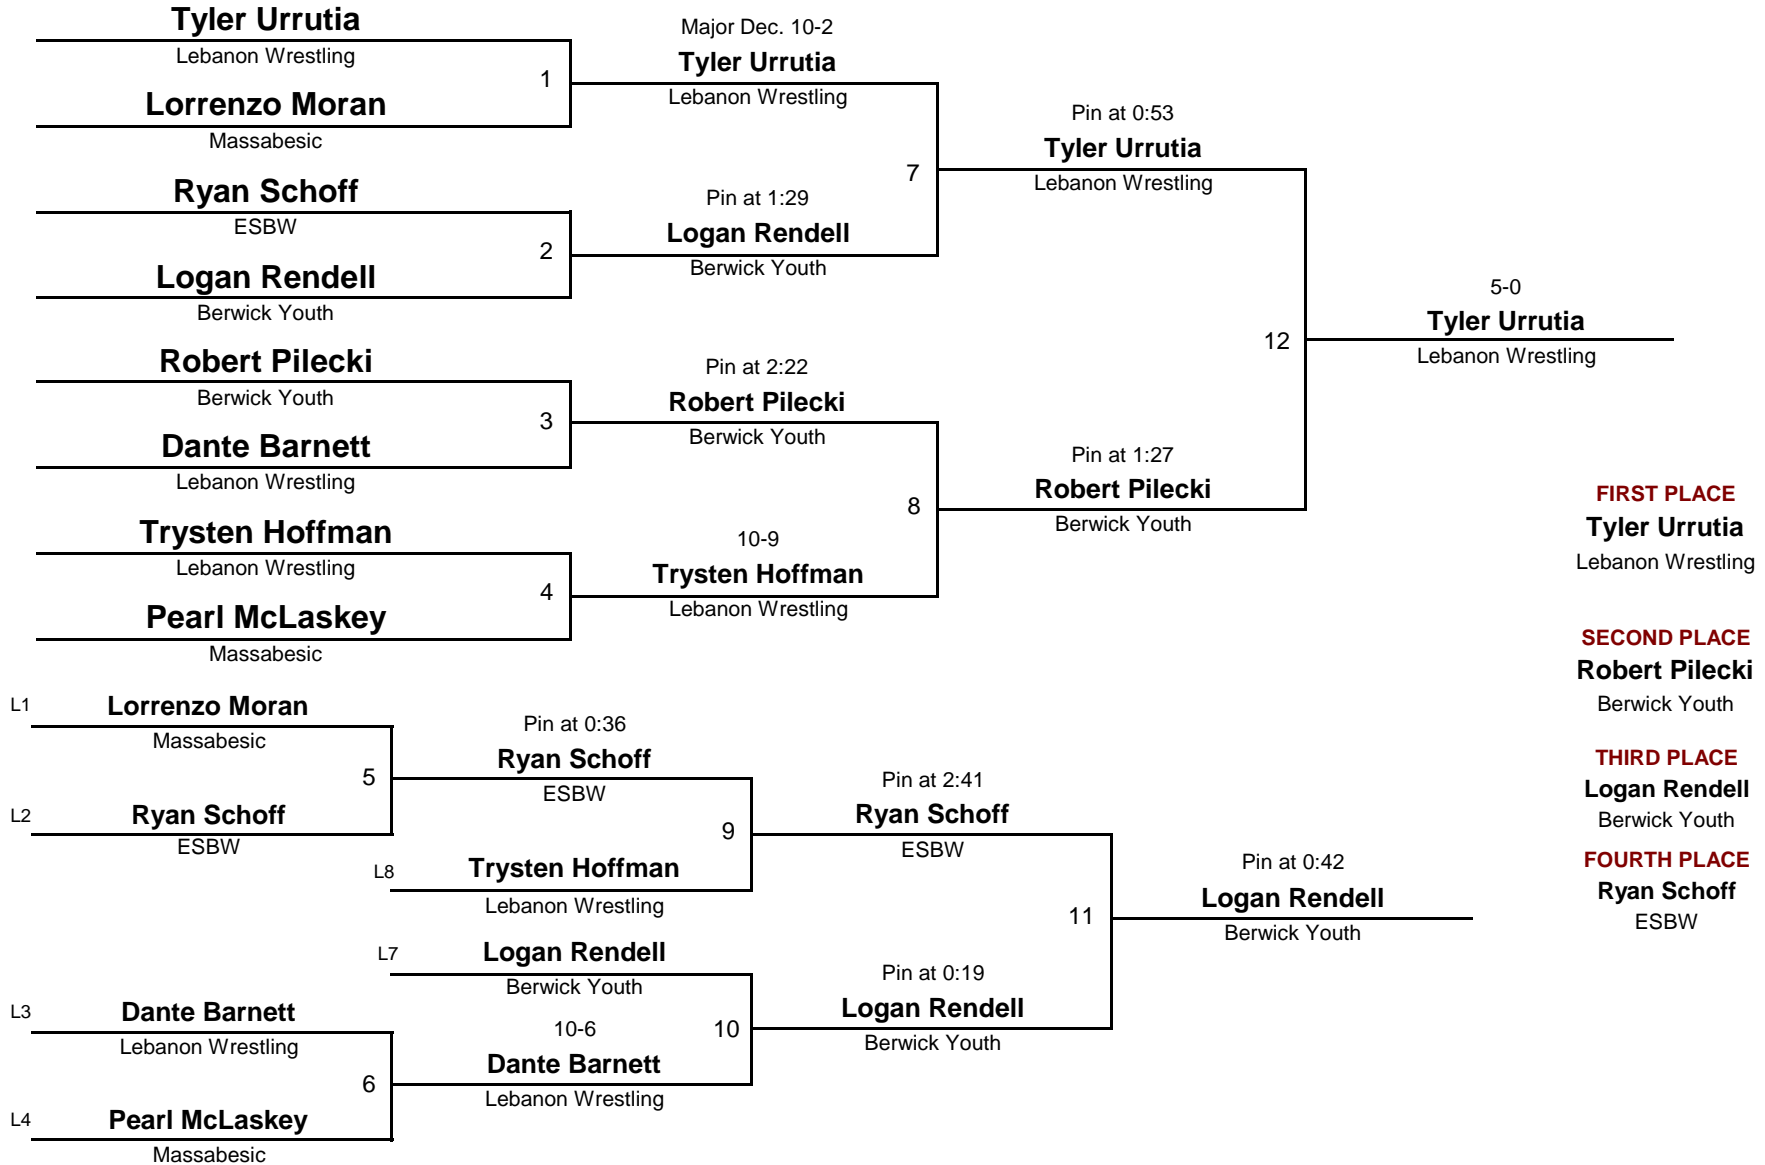 Tyler Urrutia
Lebanon Wrestling
1
Lorrenzo Moran
Massabesic
Ryan Schoff
ESBW
2
Logan Rendell
Berwick Youth
Robert Pilecki
Berwick Youth
3
Dante Barnett
Lebanon Wrestling
Trysten Hoffman
Lebanon Wrestling
4
Pearl McLaskey
Massabesic
Major Dec. 10-2
Tyler Urrutia
Lebanon Wrestling
7
Pin at 1:29
Logan Rendell
Berwick Youth
Pin at 2:22
Robert Pilecki
Berwick Youth
8
10-9
Trysten Hoffman
Lebanon Wrestling
Pin at 0:53
Tyler Urrutia
Lebanon Wrestling
12
Pin at 1:27
Robert Pilecki
Berwick Youth
5-0
Tyler Urrutia
Lebanon Wrestling
FIRST PLACE
Tyler Urrutia
Lebanon Wrestling
SECOND PLACE
Robert Pilecki
Berwick Youth
THIRD PLACE
Logan Rendell
Berwick Youth
FOURTH PLACE
Ryan Schoff
ESBW
L1 Lorrenzo Moran
Massabesic
5
L2 Ryan Schoff
ESBW
Pin at 0:36
Ryan Schoff
ESBW
9
L8 Trysten Hoffman
Lebanon Wrestling
L7 Logan Rendell
Berwick Youth
L3 Dante Barnett
Lebanon Wrestling
6
L4 Pearl McLaskey
Massabesic
10-6
10
Dante Barnett
Lebanon Wrestling
Pin at 2:41
Ryan Schoff
ESBW
11
Pin at 0:19
Logan Rendell
Berwick Youth
Pin at 0:42
Logan Rendell
Berwick Youth